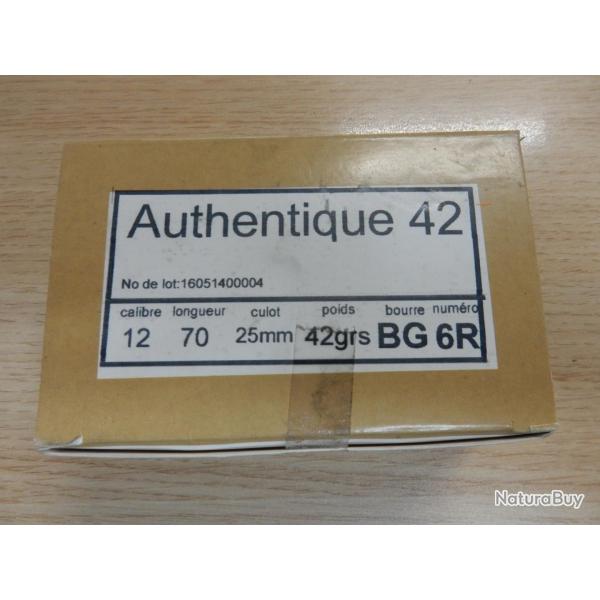 Authentique 42
No de lot:16051400004
calibre longueur culot poids bourre numéro
12 70 25mm 42grs BG 6R
NaturaBuy